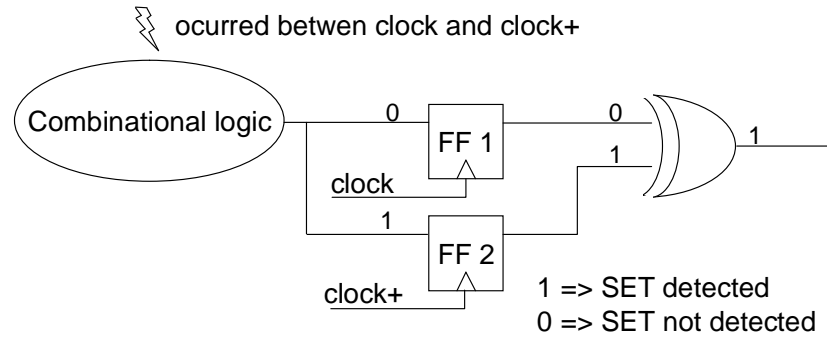 ocurred betwen clock and clock+
Combinational logic
0
FF 1
0
1
1
clock
1
FF 2
clock+
1 => SET detected
0 => SET not detected